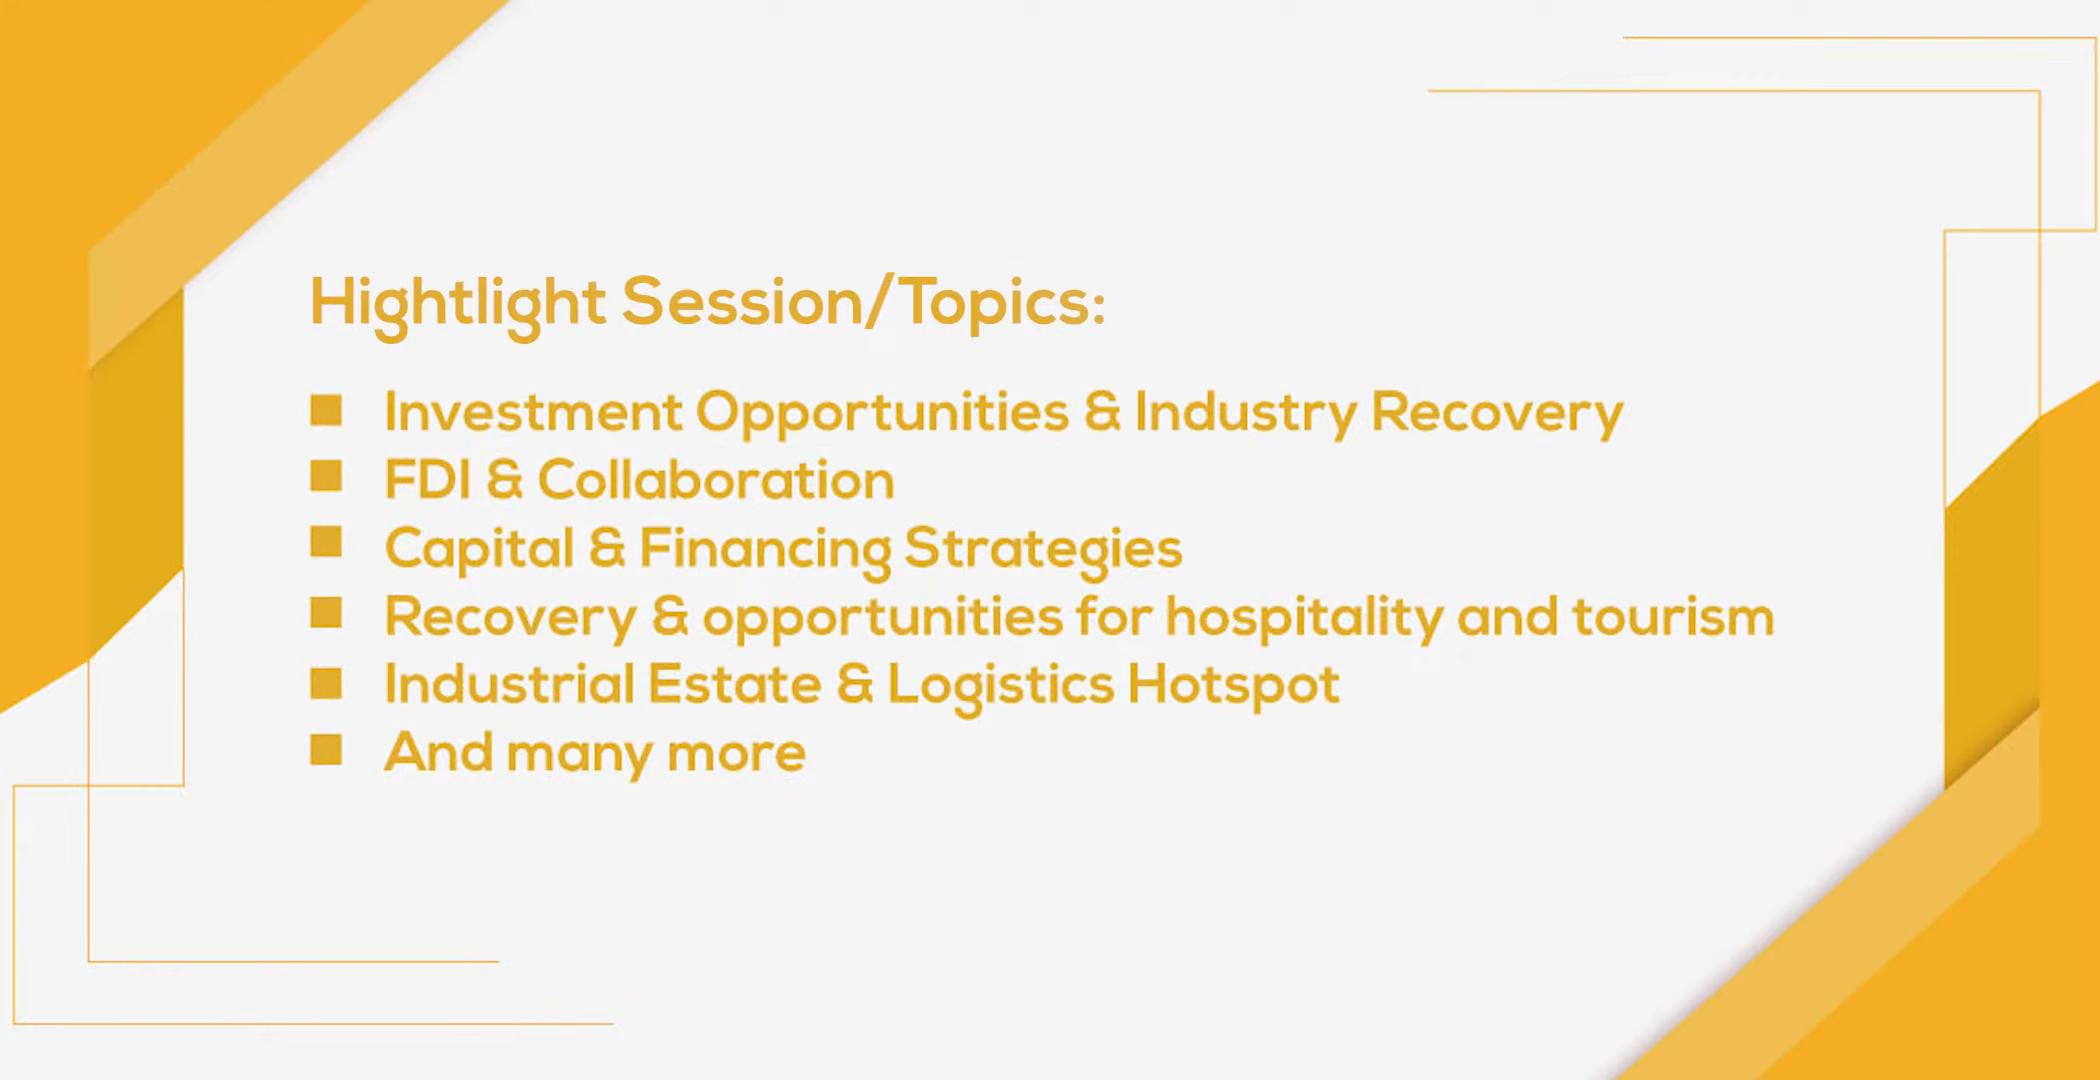 Hightlight Session/Topics:
Investment Opportunities & Industry Recovery
FDI & Collaboration
Capital & Financing Strategies
Recovery & opportunities for hospitality and tourism
Industrial Estate & Logistics Hotspot
And many more